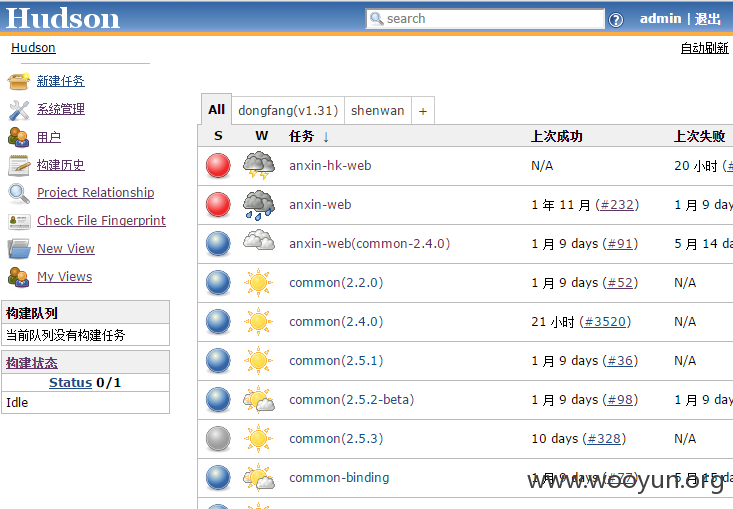 Hudson
search
admin | 退出
Hudson
自动刷新
新建任务
系统管理
用户
构建历史
Project Relationship
Check File Fingerprint
New View
My Views
构建队列
当前队列没有构建任务
构建状态
Status 0/1
Idle
All dongfang(v1.31) shenwan +
S W 任务 ↓ 上次成功 上次失败
anxin-hk-web N/A 20 小时 (#
anxin-web 1 年 11 月 (#232) 1 月 9 day
anxin-web(common-2.4.0) 1 月 9 days (#91) 5 月 14 da
common(2.2.0) 1 月 9 days (#52) N/A
common(2.4.0) 21 小时 (#3520) N/A
common(2.5.1) 1 月 9 days (#36) N/A
common(2.5.2-beta) 1 月 9 days (#98) 1 月 9 day
common(2.5.3) 10 days (#328) N/A
common-binding 1 月 9 days (#77) 5 月 15 da
www.wooyun.org